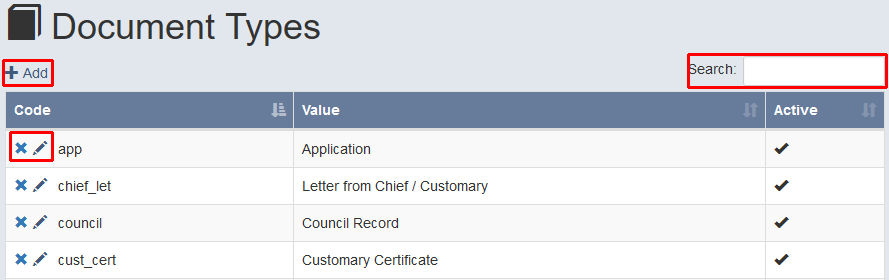 Document Types
Add
Search:
Code Value Active
app Application
chief_let Letter from Chief / Customary
council Council Record
cust_cert Customary Certificate